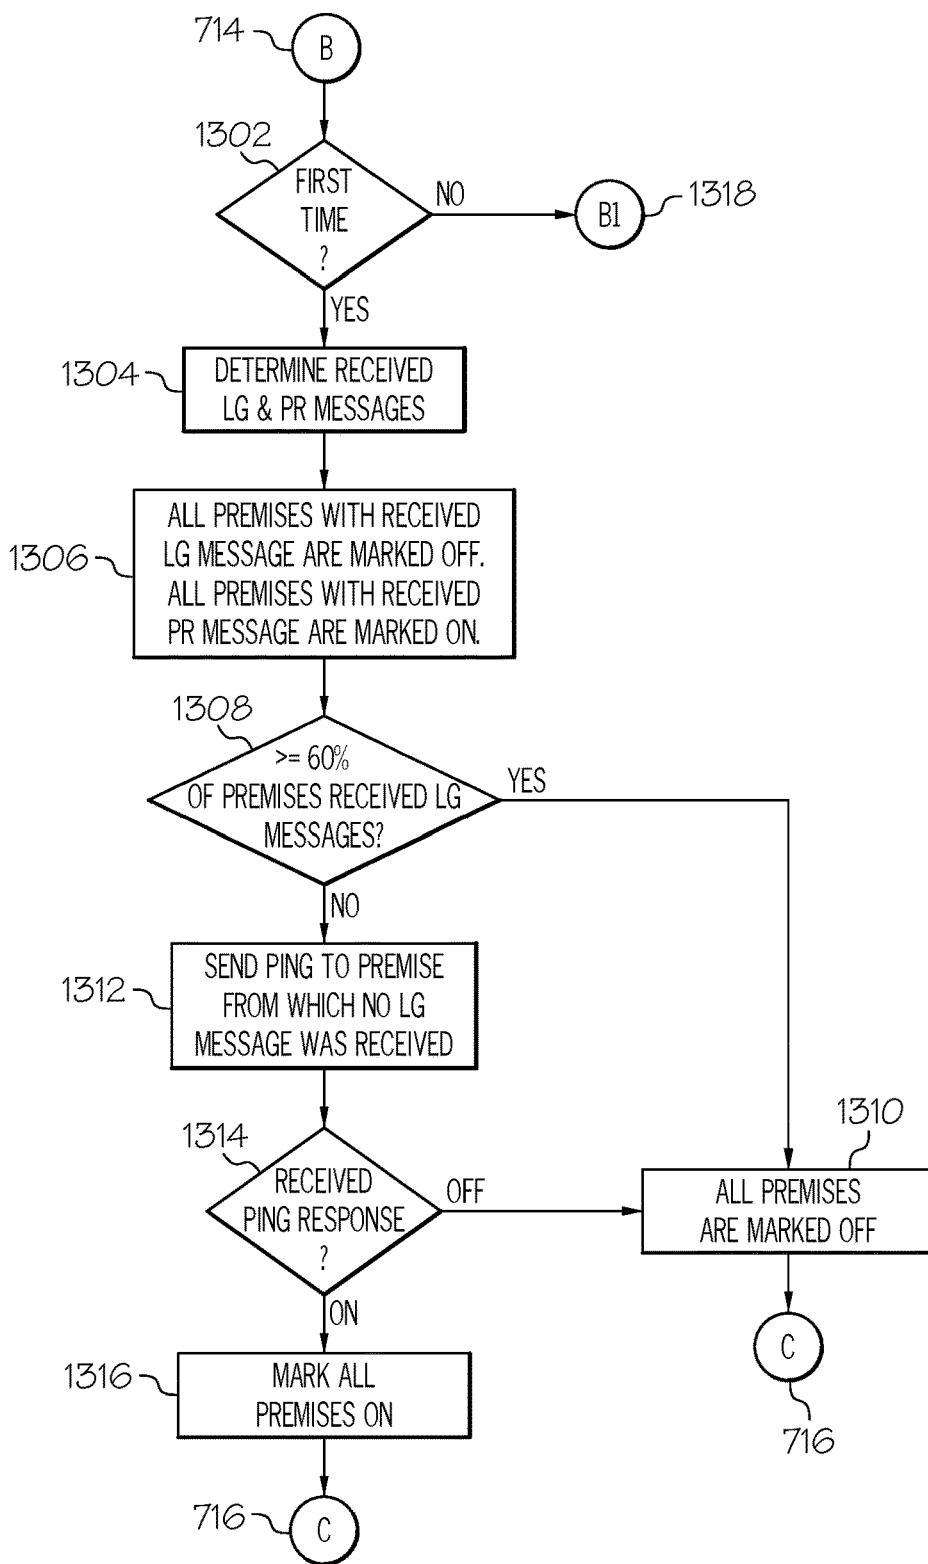 714
B
1302
FIRST
TIME
?
NO
B1
1318
YES
1304
DETERMINE RECEIVED
LG & PR MESSAGES
1306
ALL PREMISES WITH RECEIVED
LG MESSAGE ARE MARKED OFF.
ALL PREMISES WITH RECEIVED
PR MESSAGE ARE MARKED ON.
1308
>= 60%
OF PREMISES RECEIVED LG
MESSAGES?
YES
NO
1312
SEND PING TO PREMISE
FROM WHICH NO LG
MESSAGE WAS RECEIVED
1314
RECEIVED
PING RESPONSE
?
OFF
1310
ALL PREMISES
ARE MARKED OFF
ON
C
716
1316
MARK ALL
PREMISES ON
716
C